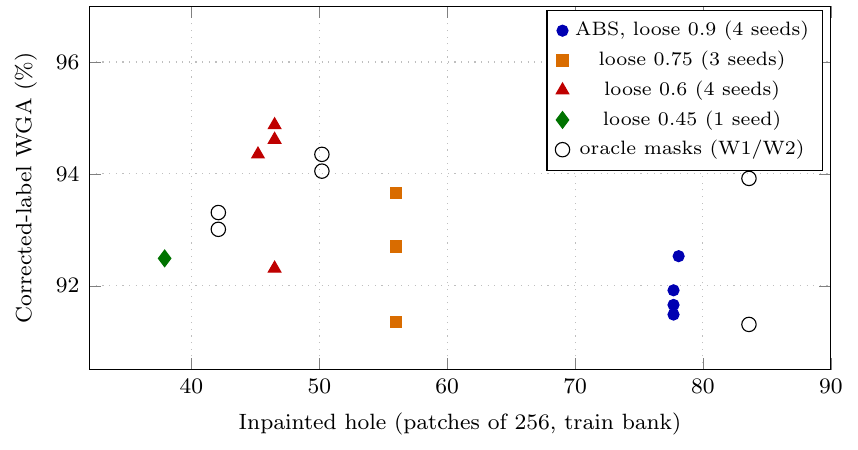 ABS, loose 0.9 (4 seeds)
loose 0.75 (3 seeds)
loose 0.6 (4 seeds)
loose 0.45 (1 seed)
oracle masks (W1/W2)
Corrected-label WGA (%)
96
94
92
40 50 60 70 80 90
Inpainted hole (patches of 256, train bank)